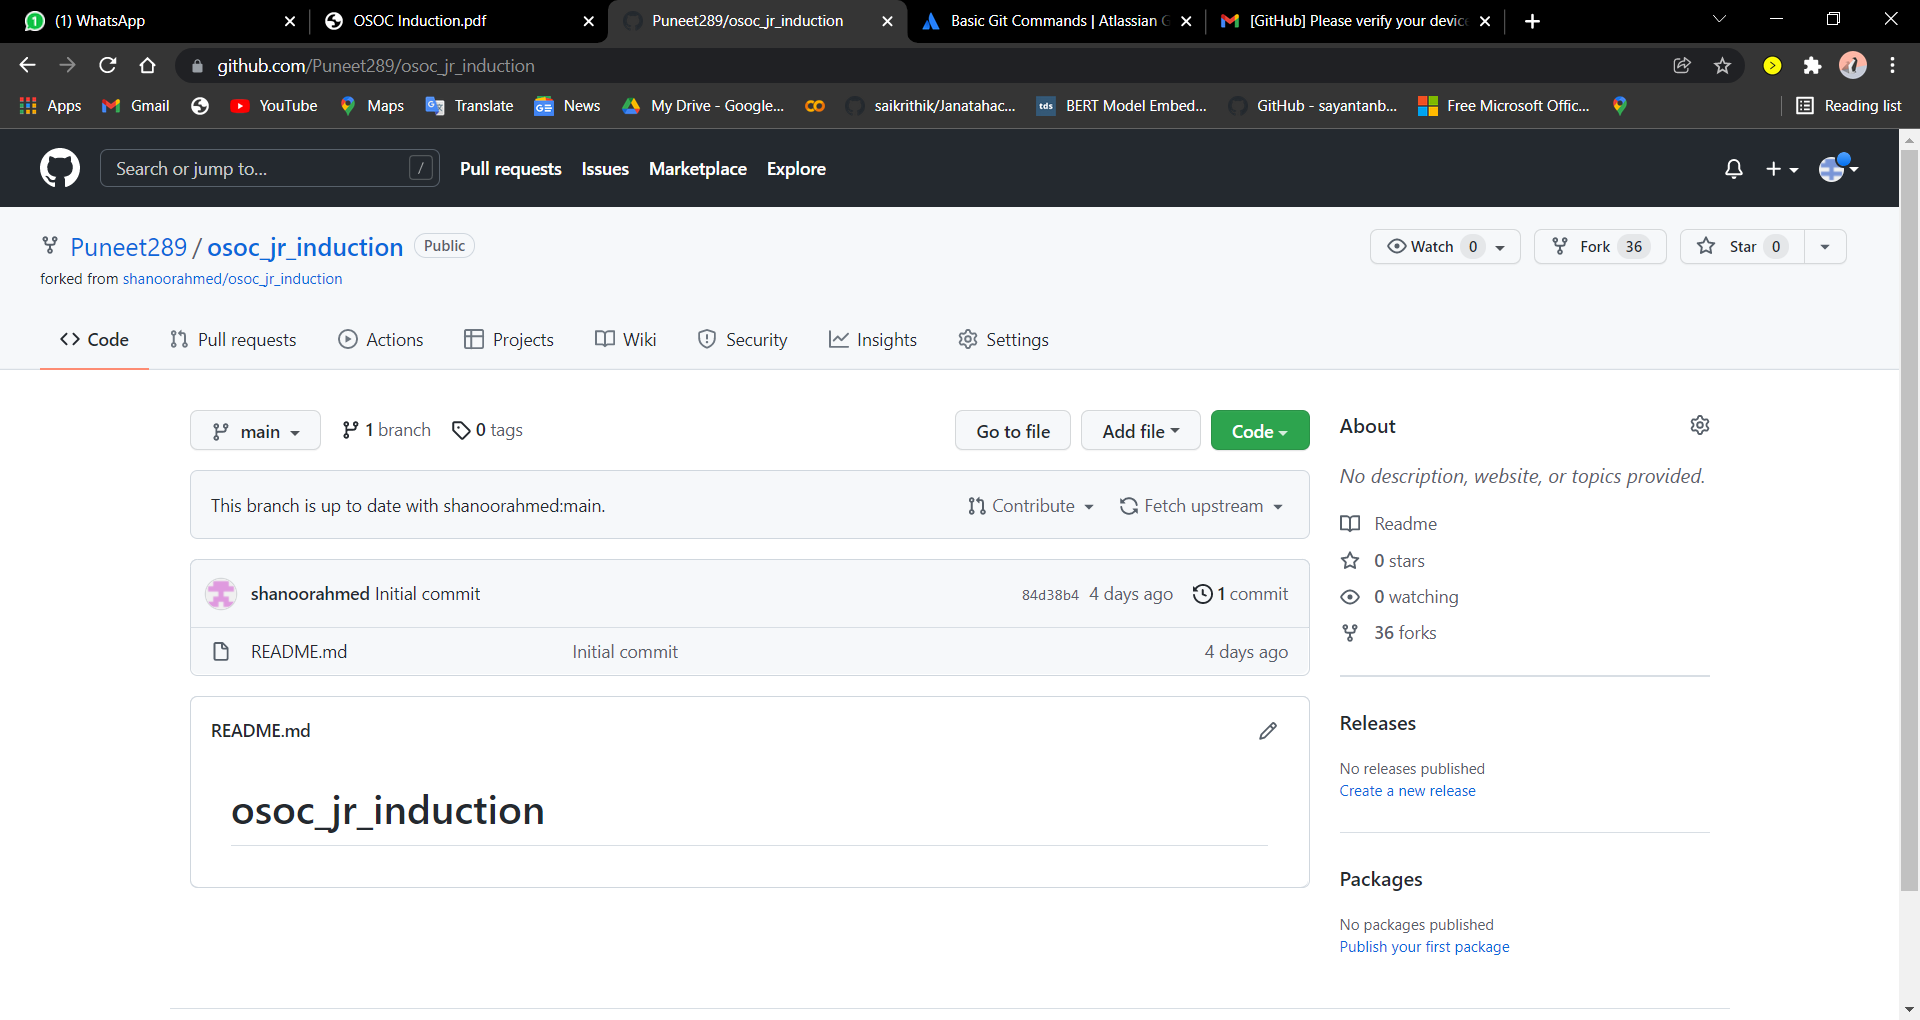 (1) WhatsApp
OSOC Induction.pdf
Puneet289/osoc_jr_induction
Basic Git Commands | Atlassian G
[GitHub] Please verify your device
github.com/Puneet289/osoc_jr_induction
Apps
Gmail
YouTube
Maps
Translate
News
My Drive - Google...
saikrithik/Janatahac...
tds
BERT Model Embed...
GitHub - sayantanb...
Free Microsoft Offic...
Reading list
Search or jump to...
/
Pull requests
Issues
Marketplace
Explore
Puneet289 / osoc_jr_induction
Public
Watch 0
Fork 36
Star 0
forked from shanoorahmed/osoc_jr_induction
Code
Pull requests
Actions
Projects
Wiki
Security
Insights
Settings
main
1 branch
0 tags
Go to file
Add file
Code
This branch is up to date with shanoorahmed:main.
Contribute
Fetch upstream
shanoorahmed Initial commit
84d38b4 4 days ago
1 commit
README.md
Initial commit
4 days ago
README.md
osoc_jr_induction
About
No description, website, or topics provided.
Readme
0 stars
0 watching
36 forks
Releases
No releases published
Create a new release
Packages
No packages published
Publish your first package